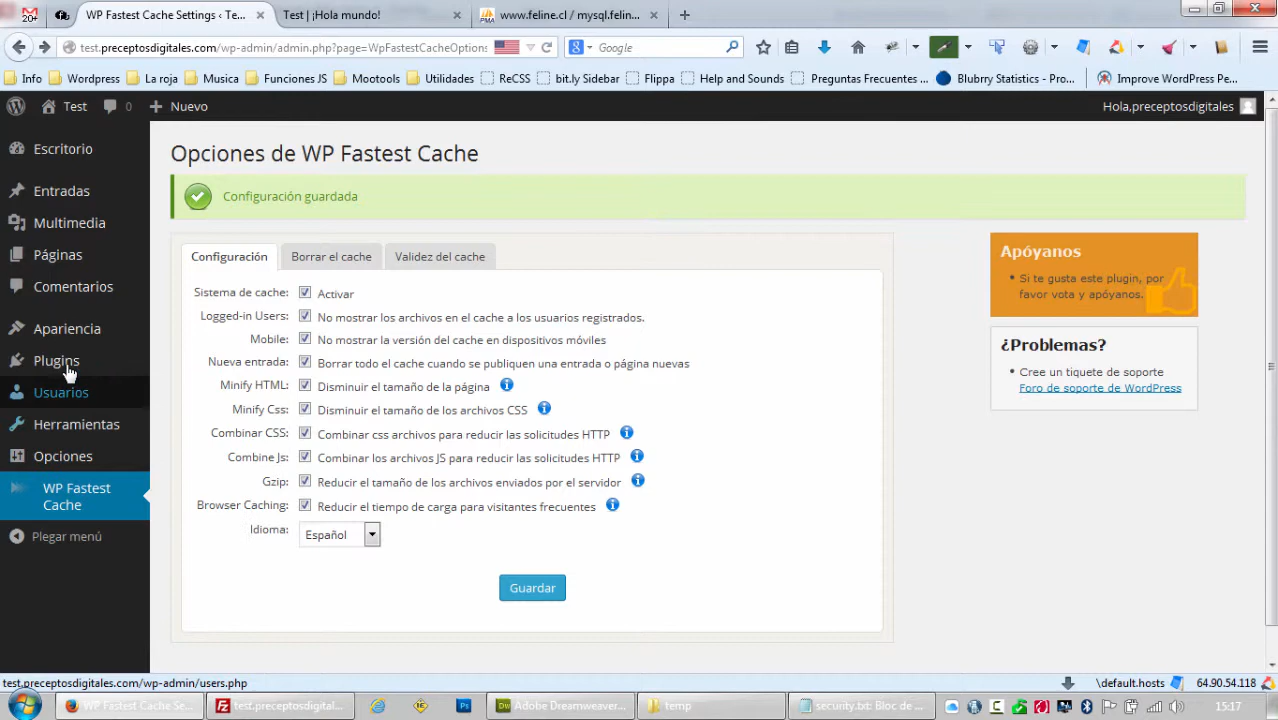 20+
WP Fastest Cache Settings ‹ Te...
Test | ¡Hola mundo!
www.feline.cl / mysql.felin...
test.preceptosdigitales.com/wp-admin/admin.php?page=WpFastestCacheOptions
Google
Info
Wordpress
La roja
Musica
Funciones JS
Mootools
Utilidades
ReCSS
bit.ly Sidebar
Flippa
Help and Sounds
Preguntas Frecuentes ...
Blubrry Statistics - Pro...
Improve WordPress Pe...
Test
0
Nuevo
Hola,preceptosdigitales
Escritorio
Entradas
Multimedia
Páginas
Comentarios
Apariencia
Plugins
Usuarios
Herramientas
Opciones
WP Fastest
Cache
Plegar menú
Opciones de WP Fastest Cache
Configuración guardada
Configuración
Borrar el cache
Validez del cache
Sistema de cache: Activar
Logged-in Users: No mostrar los archivos en el cache a los usuarios registrados.
Mobile: No mostrar la versión del cache en dispositivos móviles
Nueva entrada: Borrar todo el cache cuando se publiquen una entrada o página nuevas
Minify HTML: Disminuir el tamaño de la página
Minify Css: Disminuir el tamaño de los archivos CSS
Combinar CSS: Combinar css archivos para reducir las solicitudes HTTP
Combine Js: Combinar los archivos JS para reducir las solicitudes HTTP
Gzip: Reducir el tamaño de los archivos enviados por el servidor
Browser Caching: Reducir el tiempo de carga para visitantes frecuentes
Idioma: Español
Guardar
Apóyanos
Si te gusta este plugin, por
favor vota y apóyanos.
¿Problemas?
Cree un tiquete de soporte
Foro de soporte de WordPress
test.preceptosdigitales.com/wp-admin/users.php
\default.hosts
64.90.54.118
WP Fastest Cache Se...
test.preceptosdigital...
Adobe Dreamweaver...
temp
security.txt: Bloc de ...
15:17